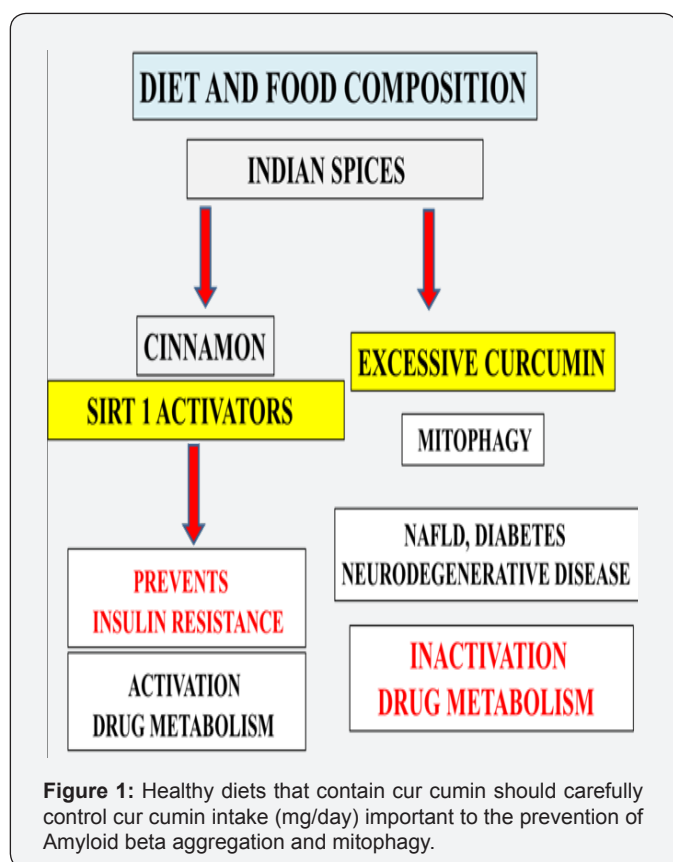 DIET AND FOOD COMPOSITION
INDIAN SPICES
CINNAMON
SIRT 1 ACTIVATORS
PREVENTS
INSULIN RESISTANCE
ACTIVATION
DRUG METABOLISM
EXCESSIVE CURCUMIN
MITOPHAGY
NAFLD, DIABETES
NEURODEGENERATIVE DISEASE
INACTIVATION
DRUG METABOLISM
Figure 1: Healthy diets that contain cur cumin should carefully
control cur cumin intake (mg/day) important to the prevention of
Amyloid beta aggregation and mitophagy.